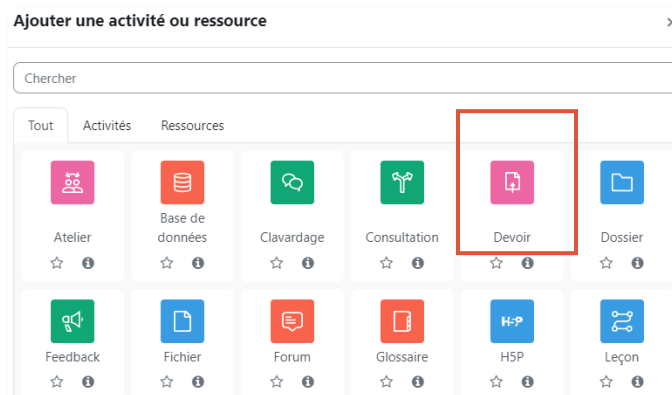 Ajouter une activité ou ressource
Chercher
Tout Activités Ressources
Atelier Base de données Clavardage Consultation Devoir Dossier
Feedback Fichier Forum Glossaire H5P Leçon